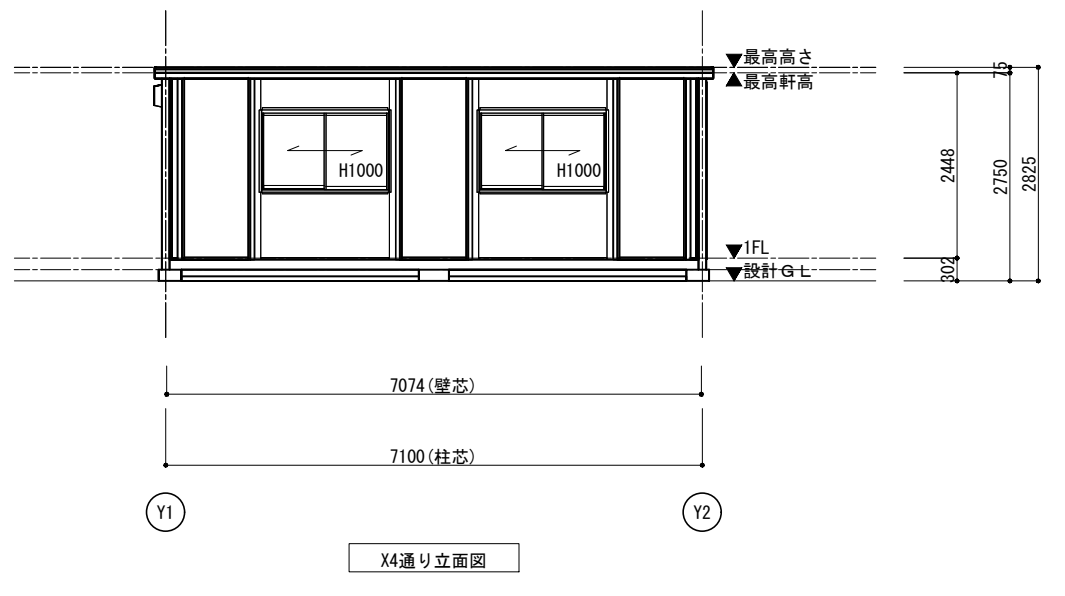 最高高さ
最高軒高
75
H1000
H1000
2448
2750
2825
1FL
設計ＧＬ
302
7074(壁芯)
7100(柱芯)
Y1
Y2
X4通り立面図